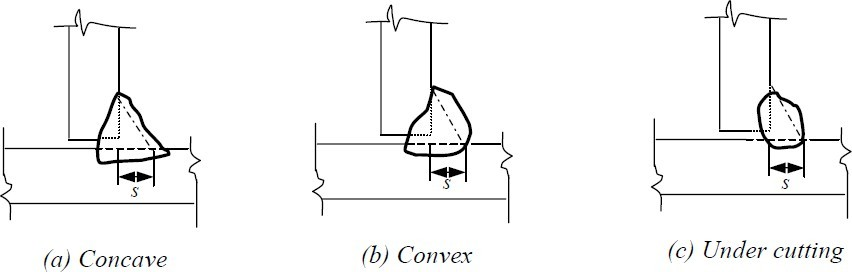 s
s
s
(a) Concave
(b) Convex
(c) Under cutting